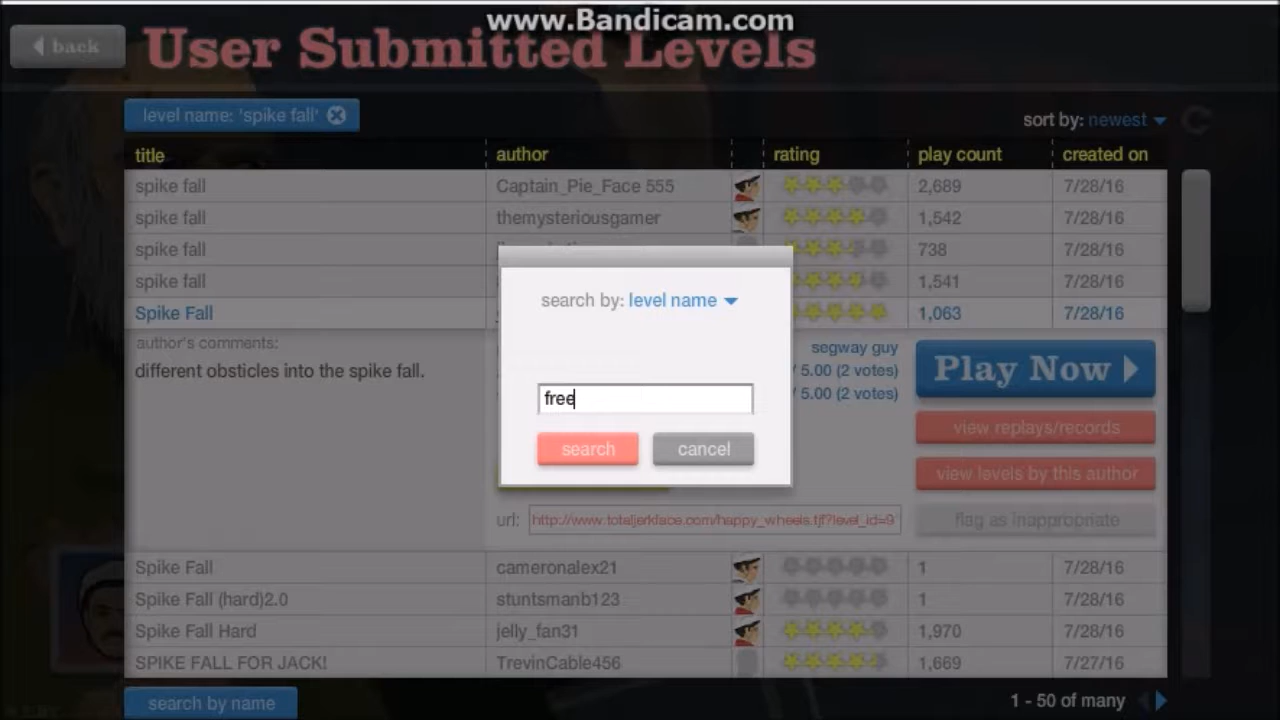 www.Bandicam.com
back
User Submitted Levels
level name: 'spike fall'
sort by: newest
title author rating play count created on
spike fall Captain_Pie_Face 555 2,689 7/28/16
spike fall themysteriousgamer 1,542 7/28/16
spike fall 738 7/28/16
spike fall 1,541 7/28/16
Spike Fall 1,063 7/28/16
search by: level name
free
search cancel
author's comments:
different obsticles into the spike fall.
segway guy
/ 5.00 (2 votes)
/ 5.00 (2 votes)
Play Now
view replays/records
view levels by this author
flag as inappropriate
url: http://www.totaljerkface.com/happy_wheels.tjf?level_id=9
Spike Fall cameronalex21 1 7/28/16
Spike Fall (hard)2.0 stuntsmanb123 1 7/28/16
Spike Fall Hard jelly_fan31 1,970 7/28/16
SPIKE FALL FOR JACK! TrevinCable456 1,669 7/27/16
search by name
1 - 50 of many